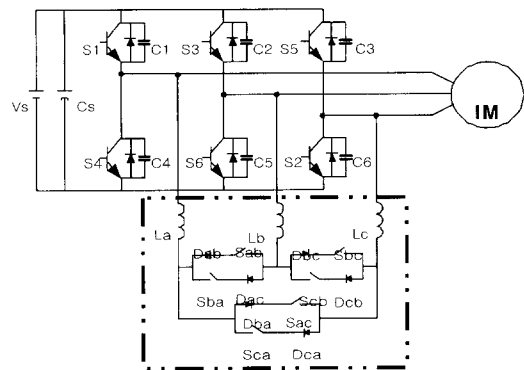 S1 C1 S3 C2 S5 C3
Vs Cs IM
S4 C4 S6 C5 S2 C6
La Lb Lc
Dab Sab Dbc Sbc
Sba Dac Scb Dcb
Dba Sac
Sca Dca